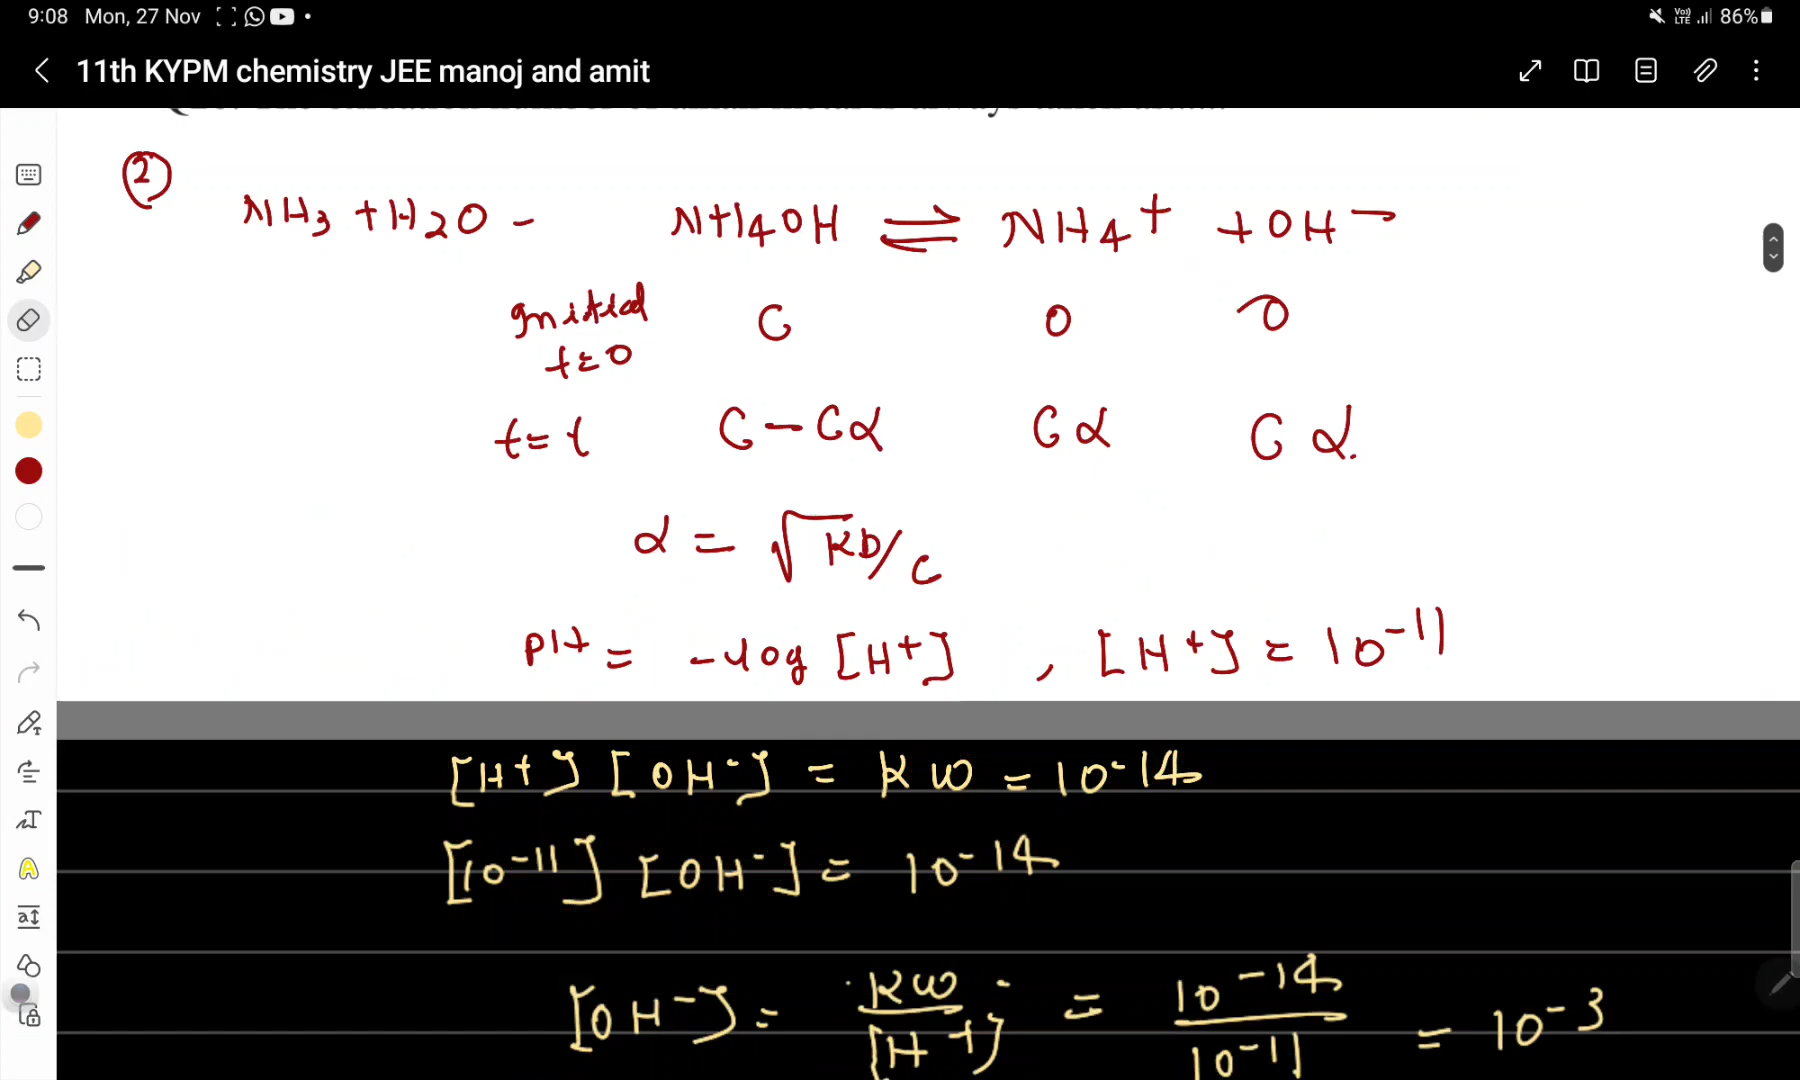 9:08 Mon, 27 Nov
86%
11th KYPM chemistry JEE manoj and amit
2
NH3 + H2O - NH4OH ⇌ NH4+ + OH-
Initial C O O
t=0
t=t C-Cα Cα Cα.
α = √Kb/c
PH = -log [H+] , [H+] = 10-11
[H+] [OH-] = Kw = 10-14
[10-11] [OH-] = 10-14
[OH-] = Kw/[H+] = 10-14/10-11 = 10-3